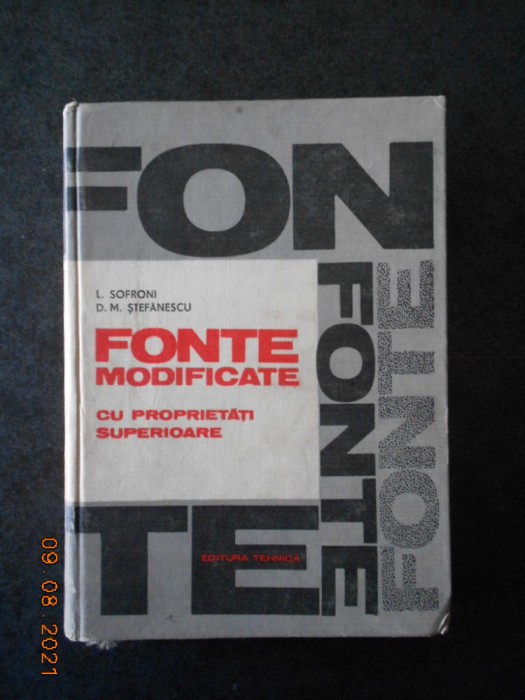 FON
L. SOFRONI
D. M. ŞTEFĂNESCU
FONTE
MODIFICATE
CU PROPRIETĂŢI
SUPERIOARE
FONTE
FONTE
TE
EDITURA TEHNICĂ
09.08.2021